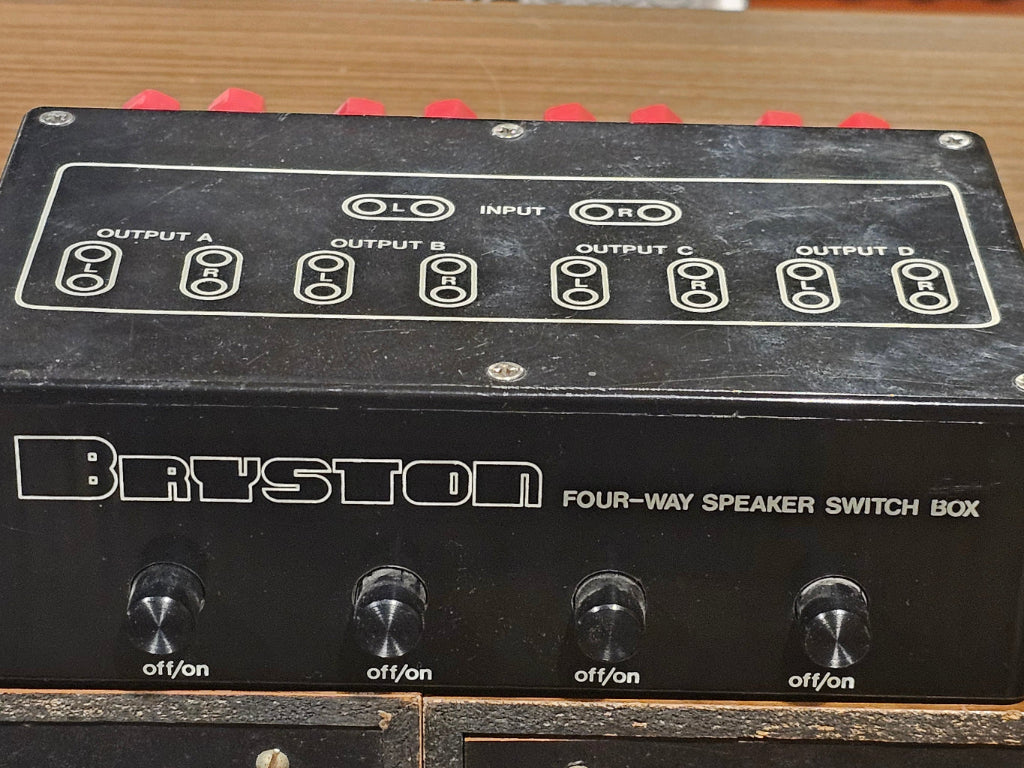 L INPUT R
OUTPUT A OUTPUT B OUTPUT C OUTPUT D
L R L R L R L R
BRYSTON FOUR-WAY SPEAKER SWITCH BOX
off/on off/on off/on off/on